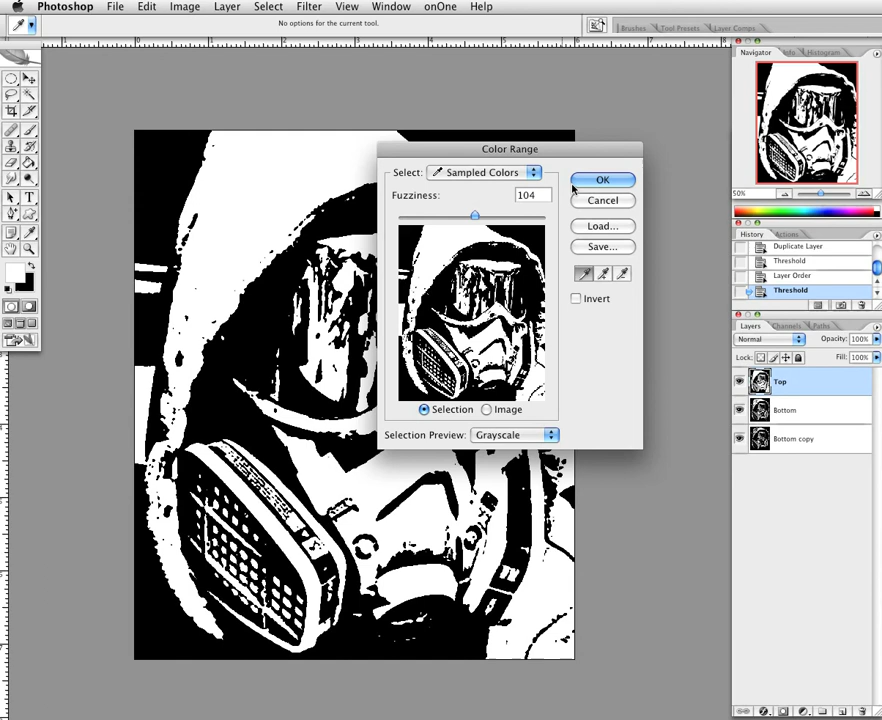 Photoshop File Edit Image Layer Select Filter View Window onOne Help
No options for the current tool.
Brushes Tool Presets Layer Comps
Navigator Info Histogram
50%
Color Range
Select: Sampled Colors
OK
Fuzziness: 104
Cancel
Load...
Save...
Invert
Selection Image
Selection Preview: Grayscale
History Actions
Duplicate Layer
Threshold
Layer Order
Threshold
Layers Channels Paths
Normal Opacity: 100%
Lock: Fill: 100%
Top
Bottom
Bottom copy